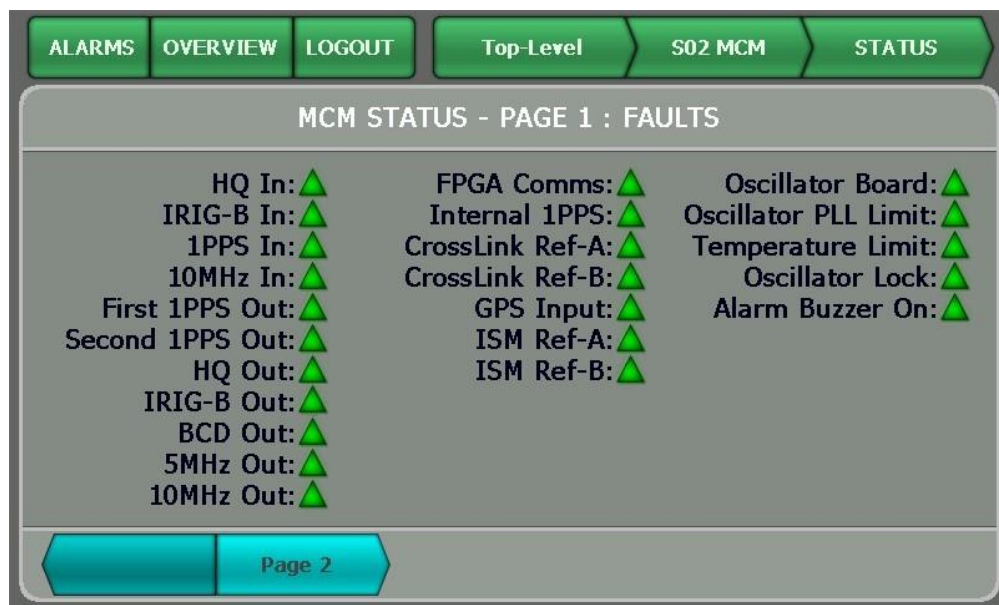 ALARMS OVERVIEW LOGOUT Top-Level S02 MCM STATUS
MCM STATUS - PAGE 1 : FAULTS
HQ In:
IRIG-B In:
1PPS In:
10MHz In:
First 1PPS Out:
Second 1PPS Out:
HQ Out:
IRIG-B Out:
BCD Out:
5MHz Out:
10MHz Out:
FPGA Comms:
Internal 1PPS:
CrossLink Ref-A:
CrossLink Ref-B:
GPS Input:
ISM Ref-A:
ISM Ref-B:
Oscillator Board:
Oscillator PLL Limit:
Temperature Limit:
Oscillator Lock:
Alarm Buzzer On:
Page 2